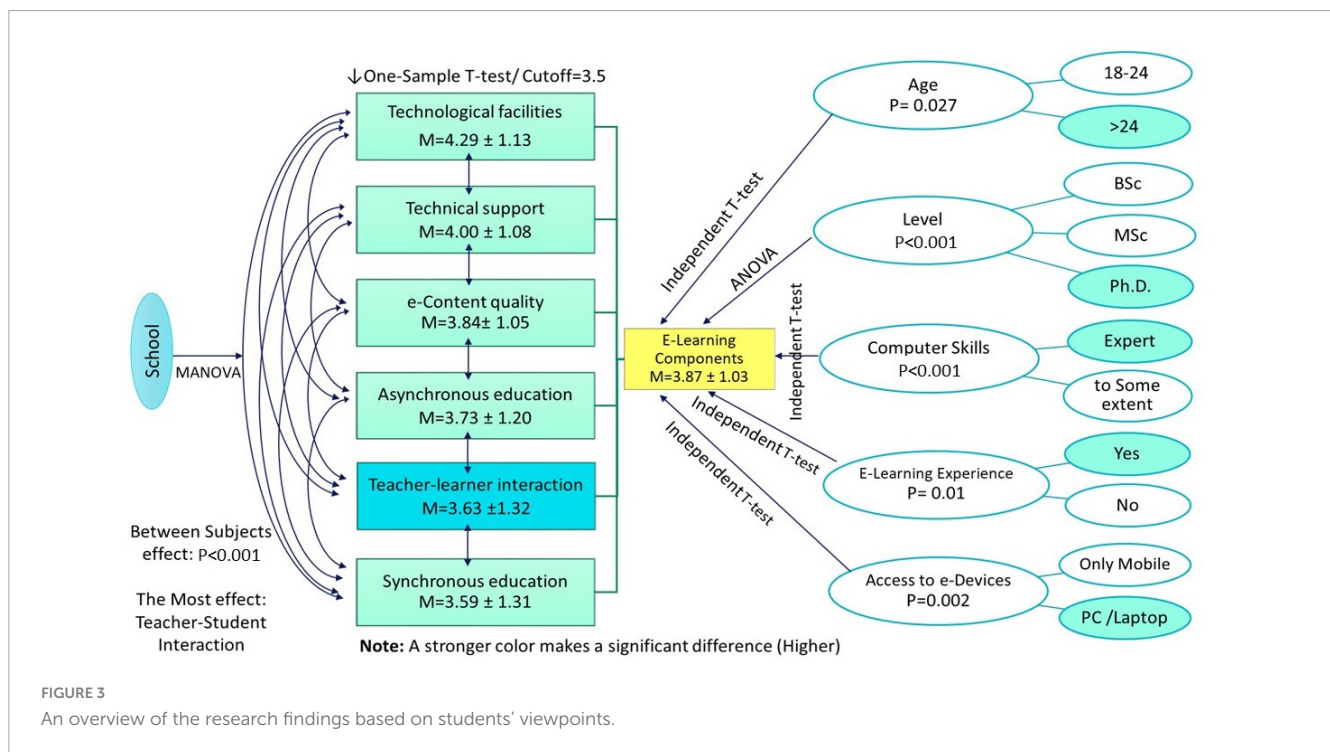 ↓One-Sample T-test/ Cutoff=3.5
Technological facilities
M=4.29 ± 1.13
Technical support
M=4.00 ± 1.08
e-Content quality
M=3.84± 1.05
Asynchronous education
M=3.73 ± 1.20
Teacher-learner interaction
M=3.63 ±1.32
Synchronous education
M=3.59 ± 1.31
School
MANOVA
Between Subjects
effect: P<0.001
The Most effect:
Teacher-Student
Interaction
E-Learning
Components
M=3.87 ± 1.03
Independent T-test
ANOVA
Independent T-test
Independent T-test
Independent T-test
Age
P= 0.027
18-24
>24
Level
P<0.001
BSc
MSc
Ph.D.
Computer Skills
P<0.001
Expert
to Some
extent
E-Learning Experience
P= 0.01
Yes
No
Access to e-Devices
P=0.002
Only Mobile
PC /Laptop
Note: A stronger color makes a significant difference (Higher)
FIGURE 3
An overview of the research findings based on students’ viewpoints.